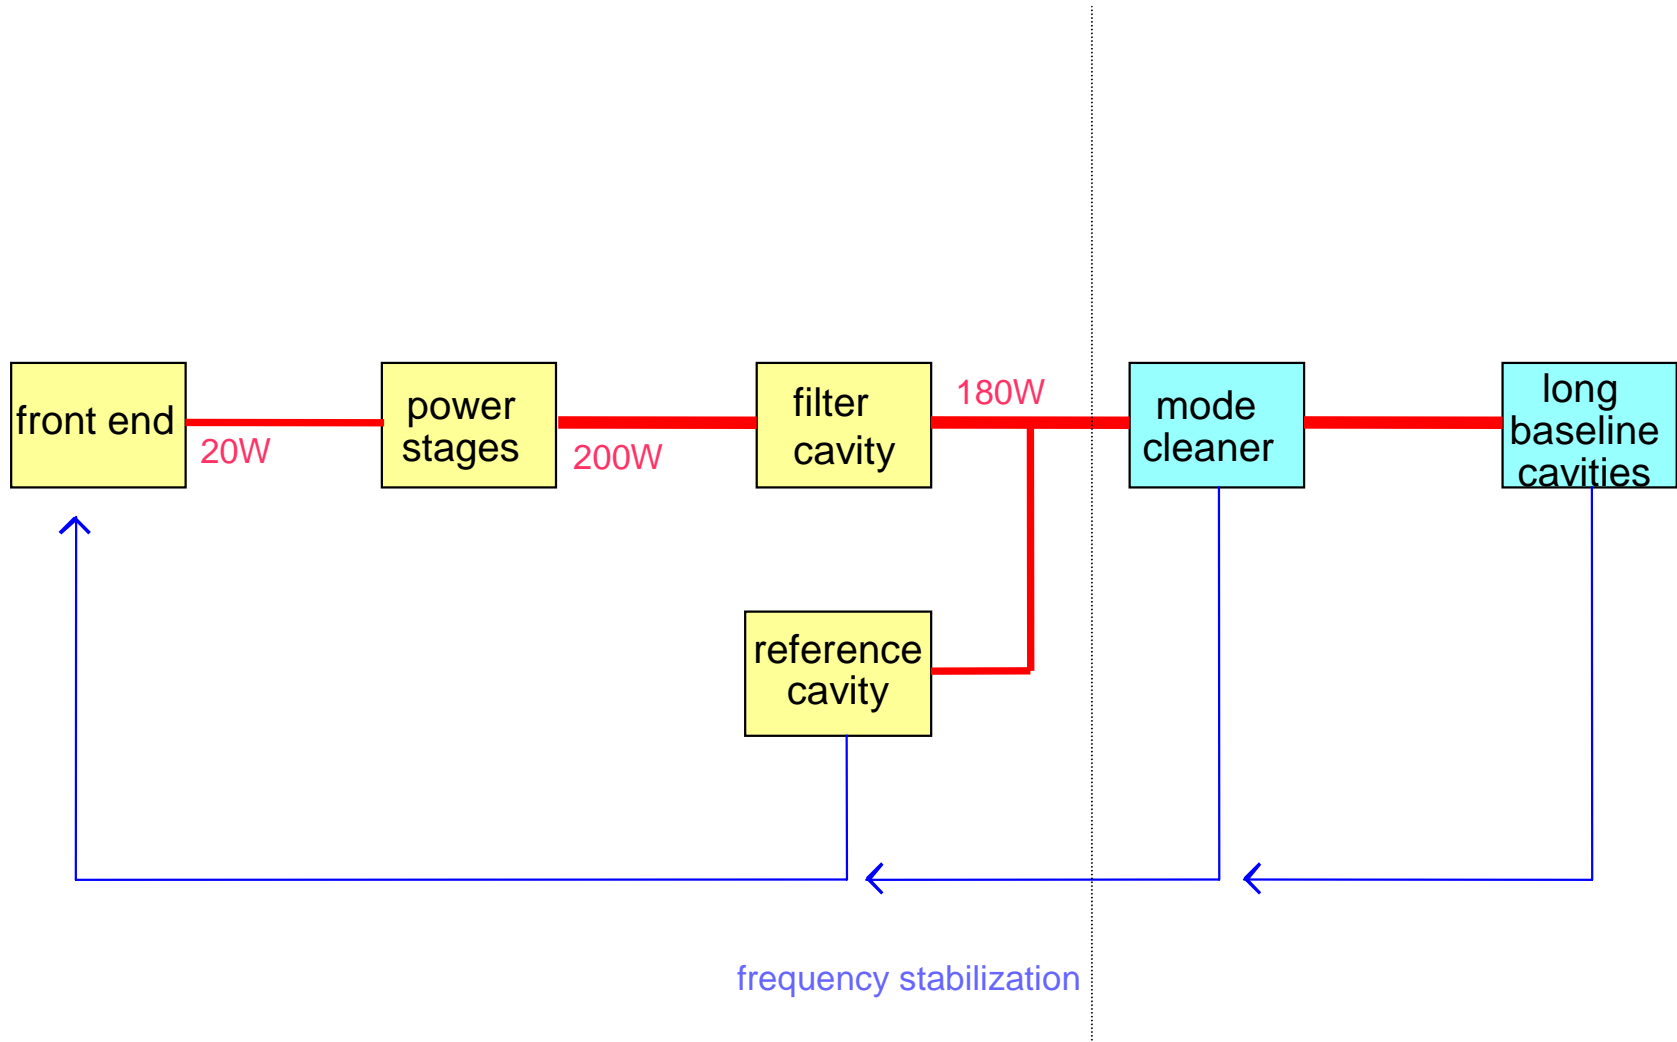 front end
20W
power
stages
200W
filter
cavity
180W
mode
cleaner
long
baseline
cavities
reference
cavity
frequency stabilization